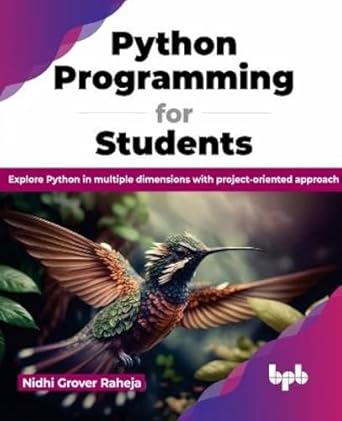 Python
Programming
for
Students
Explore Python in multiple dimensions with project-oriented approach
Nidhi Grover Raheja
bpb